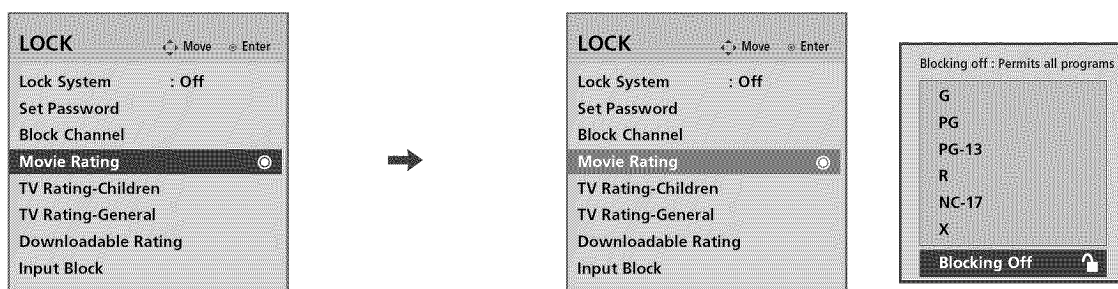 LOCK Move Enter
Lock System : Off
Set Password
Block Channel
Movie Rating
TV Rating-Children
TV Rating-General
Downloadable Rating
Input Block
LOCK Move Enter
Lock System : Off
Set Password
Block Channel
Movie Rating
TV Rating-Children
TV Rating-General
Downloadable Rating
Input Block
Blocking off : Permits all programs
G
PG
PG-13
R
NC-17
X
Blocking Off